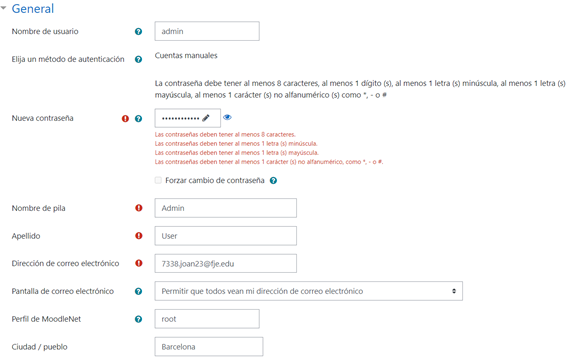 General
Nombre de usuario
admin
Elija un método de autenticación
Cuentas manuales
La contraseña debe tener al menos 8 caracteres, al menos 1 dígito (s), al menos 1 letra (s) minúscula, al menos 1 letra (s)
mayúscula, al menos 1 carácter (s) no alfanumérico (s) como *, - o #
Nueva contraseña
••••••••••••
Las contraseñas deben tener al menos 8 caracteres.
Las contraseñas deben tener al menos 1 letra (s) minúscula.
Las contraseñas deben tener al menos 1 letra (s) mayúscula.
Las contraseñas deben tener al menos 1 carácter (s) no alfanumérico, como *, - o #.
Forzar cambio de contraseña
Nombre de pila
Admin
Apellido
User
Dirección de correo electrónico
7338.joan23@fje.edu
Pantalla de correo electrónico
Permitir que todos vean mi dirección de correo electrónico
Perfil de MoodleNet
root
Ciudad / pueblo
Barcelona